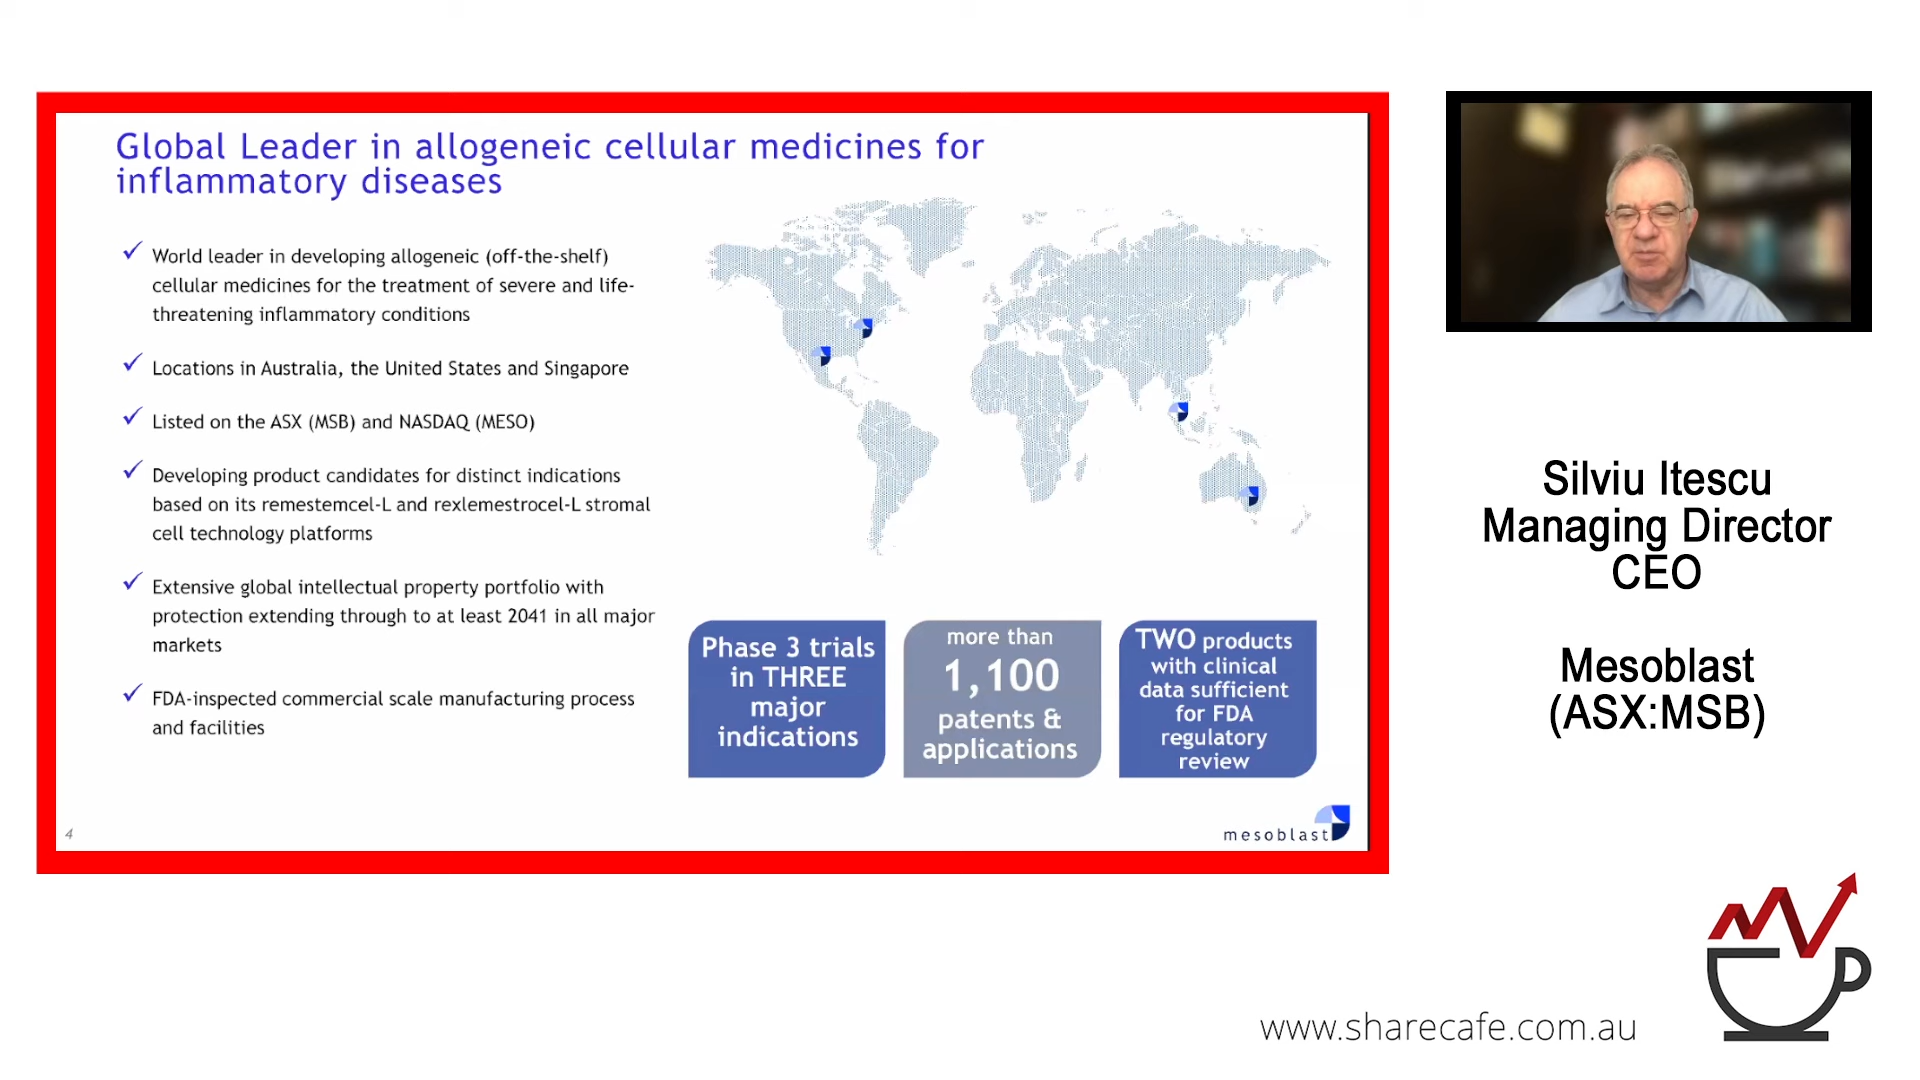 Global Leader in allogeneic cellular medicines for
inflammatory diseases
World leader in developing allogeneic (off-the-shelf)
cellular medicines for the treatment of severe and life-
threatening inflammatory conditions
Locations in Australia, the United States and Singapore
Listed on the ASX (MSB) and NASDAQ (MESO)
Developing product candidates for distinct indications
based on its remestemcel-L and rexlemestrocel-L stromal
cell technology platforms
Extensive global intellectual property portfolio with
protection extending through to at least 2041 in all major
markets
FDA-inspected commercial scale manufacturing process
and facilities
Phase 3 trials
in THREE
major
indications
more than
1,100
patents &
applications
TWO products
with clinical
data sufficient
for FDA
regulatory
review
4
mesoblast
Silviu Itescu
Managing Director
CEO
Mesoblast
(ASX:MSB)
www.sharecafe.com.au